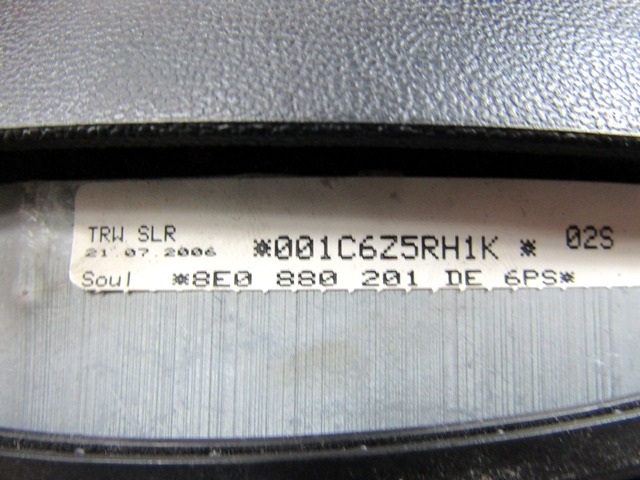 TRW SLR
21.07.2006 *001C6Z5RH1K * 02S
Soul *8E0 880 201 DE 6PS*